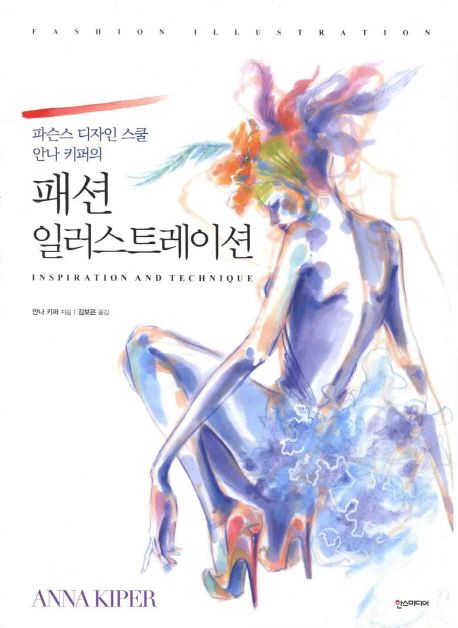 FASHION ILLUSTRATION
파슨스 디자인 스쿨
안나 키퍼의
패션
일러스트레이션
INSPIRATION AND TECHNIQUE
안나 키퍼 지음 | 김보은 옮김
ANNA KIPER
한스미디어